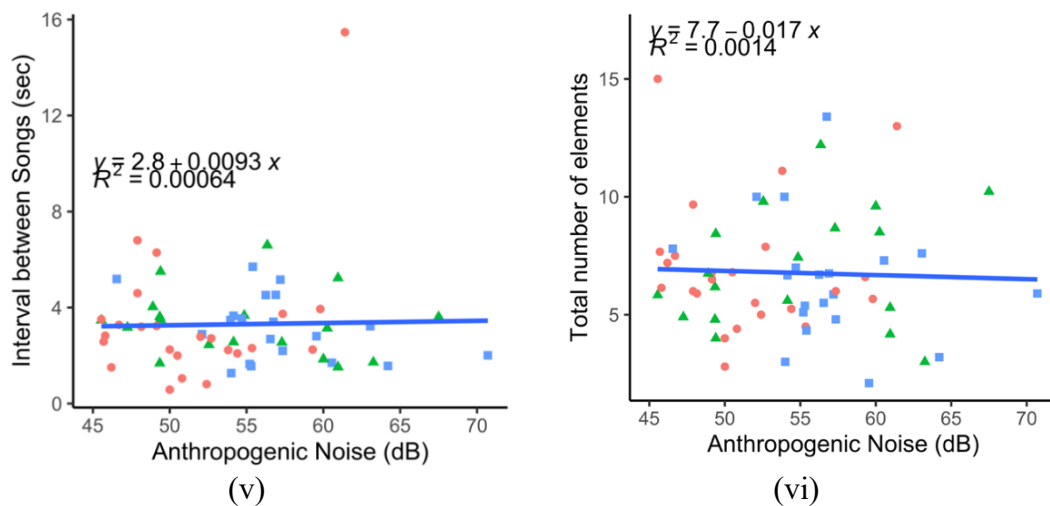 Interval between Songs (sec)
16
12
8
4
0
y = 2.8 + 0.0093 x
R² = 0.00064
45 50 55 60 65 70
Anthropogenic Noise (dB)
(v)
Total number of elements
15
10
5
y = 7.7 − 0.017 x
R² = 0.0014
45 50 55 60 65 70
Anthropogenic Noise (dB)
(vi)